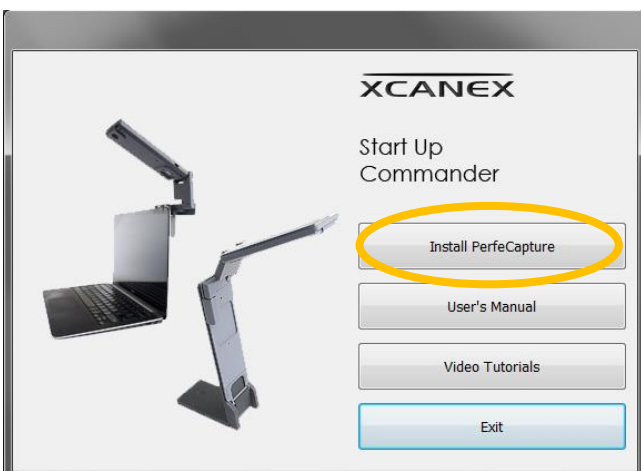 XCANEX
Start Up
Commander
Install PerfeCapture
User's Manual
Video Tutorials
Exit